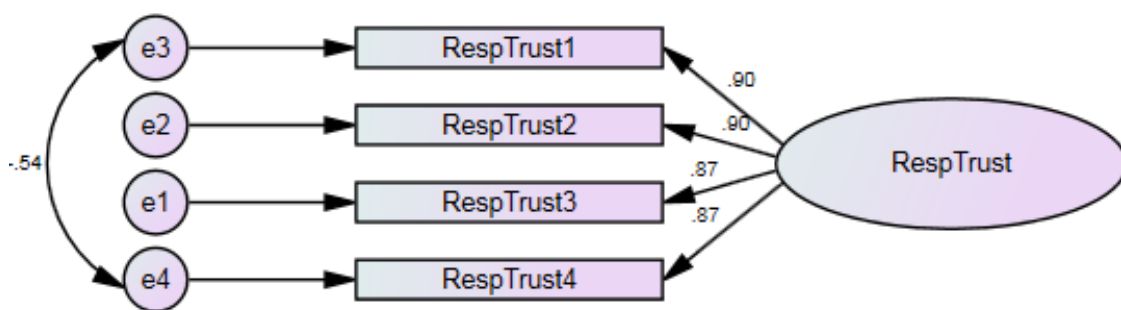 e3
RespTrust1
.90
e2
RespTrust2
.90
-.54
RespTrust
.87
e1
RespTrust3
.87
e4
RespTrust4